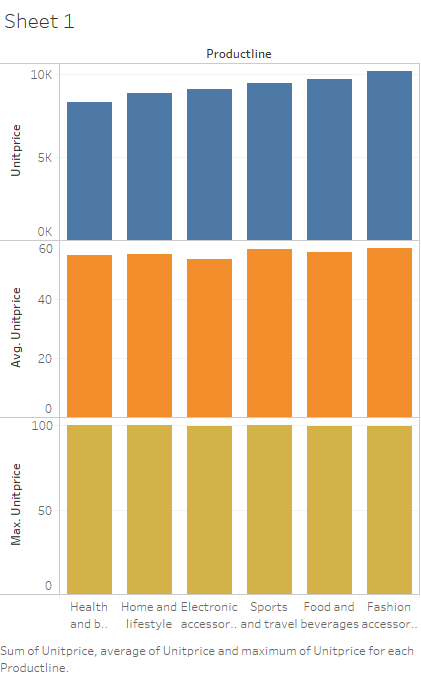 Sheet 1
Productline
10K
Unitprice
5K
0K
60
Avg. Unitprice
40
20
0
100
Max. Unitprice
50
0
Health Home and Electronic Sports Food and Fashion
and b.. lifestyle accessor.. and travel beverages accessor..
Sum of Unitprice, average of Unitprice and maximum of Unitprice for each
Productline.